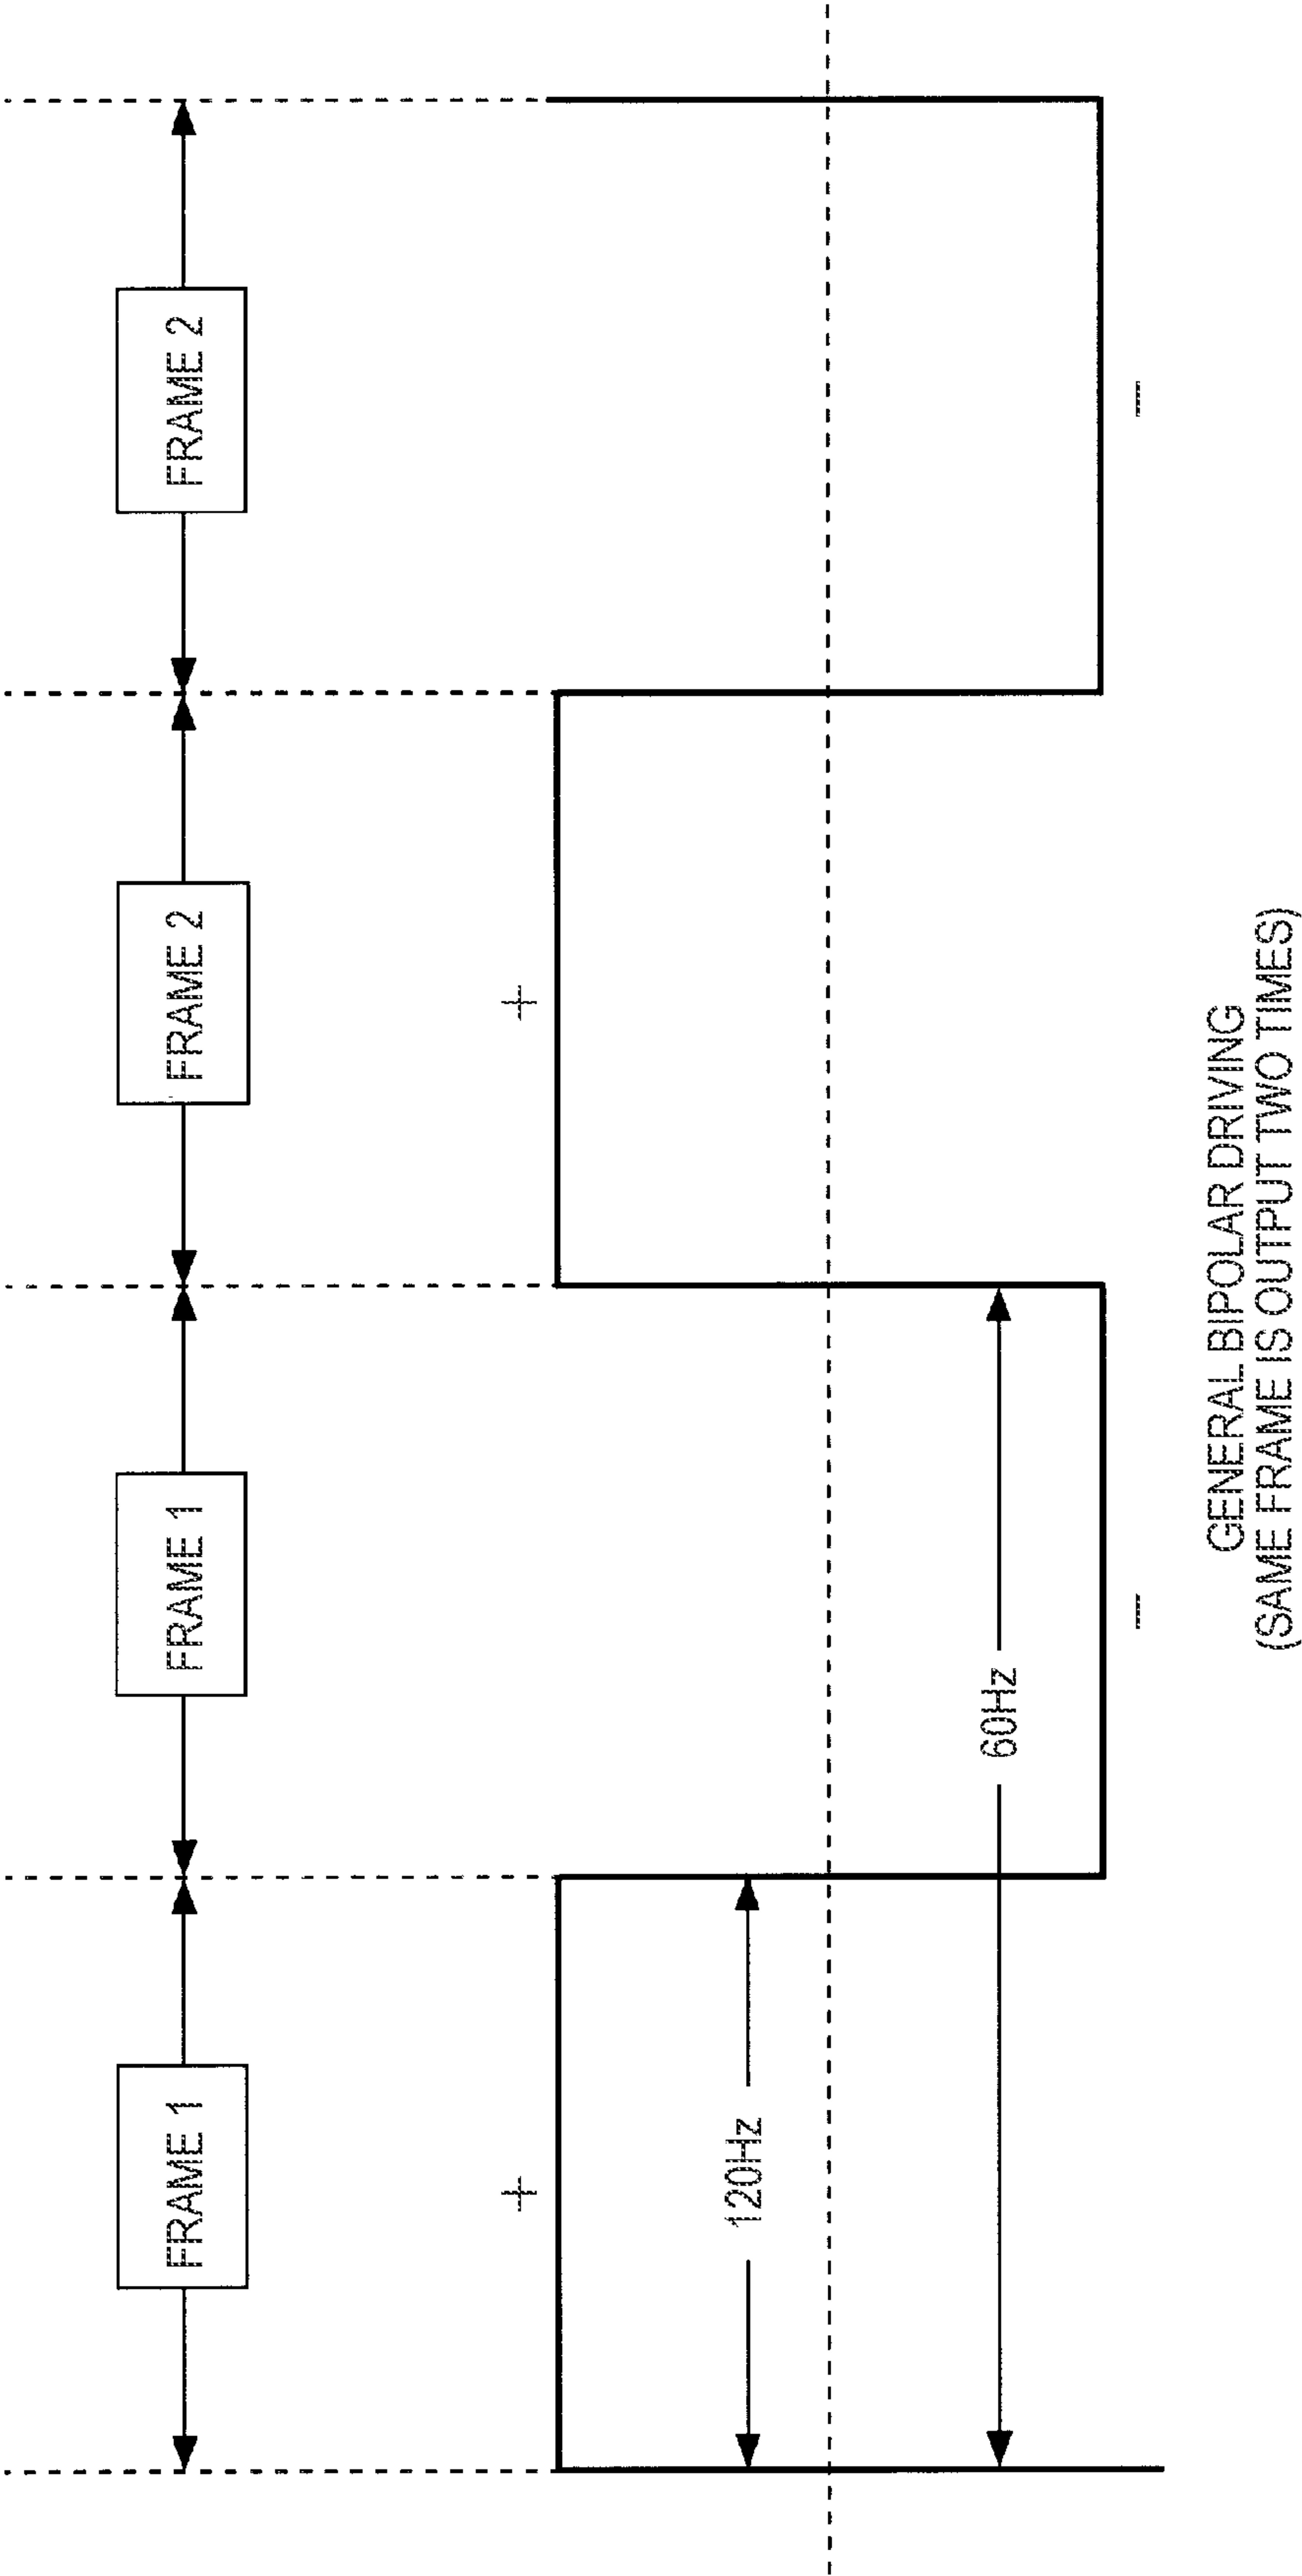 FRAME 1
FRAME 1
FRAME 2
FRAME 2
+
+
120Hz
60Hz
-
-
GENERAL BIPOLAR DRIVING
(SAME FRAME IS OUTPUT TWO TIMES)